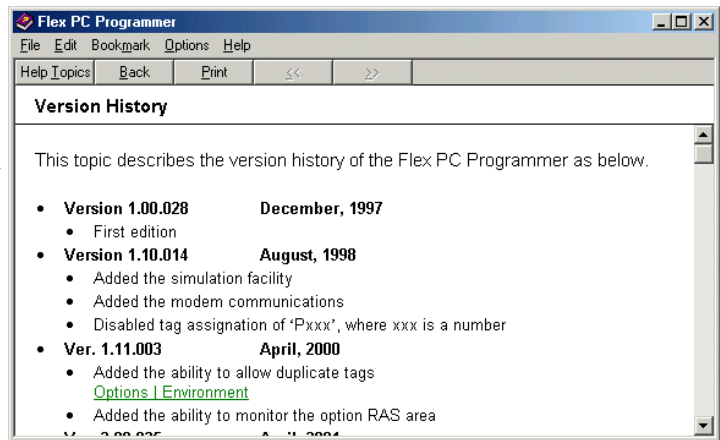 Flex PC Programmer
File Edit Bookmark Options Help
Help Topics Back Print << >>
Version History
This topic describes the version history of the Flex PC Programmer as below.
• Version 1.00.028 December, 1997
• First edition
• Version 1.10.014 August, 1998
• Added the simulation facility
• Added the modem communications
• Disabled tag assignation of ‘Pxxx’, where xxx is a number
• Ver. 1.11.003 April, 2000
• Added the ability to allow duplicate tags
Options | Environment
• Added the ability to monitor the option RAS area